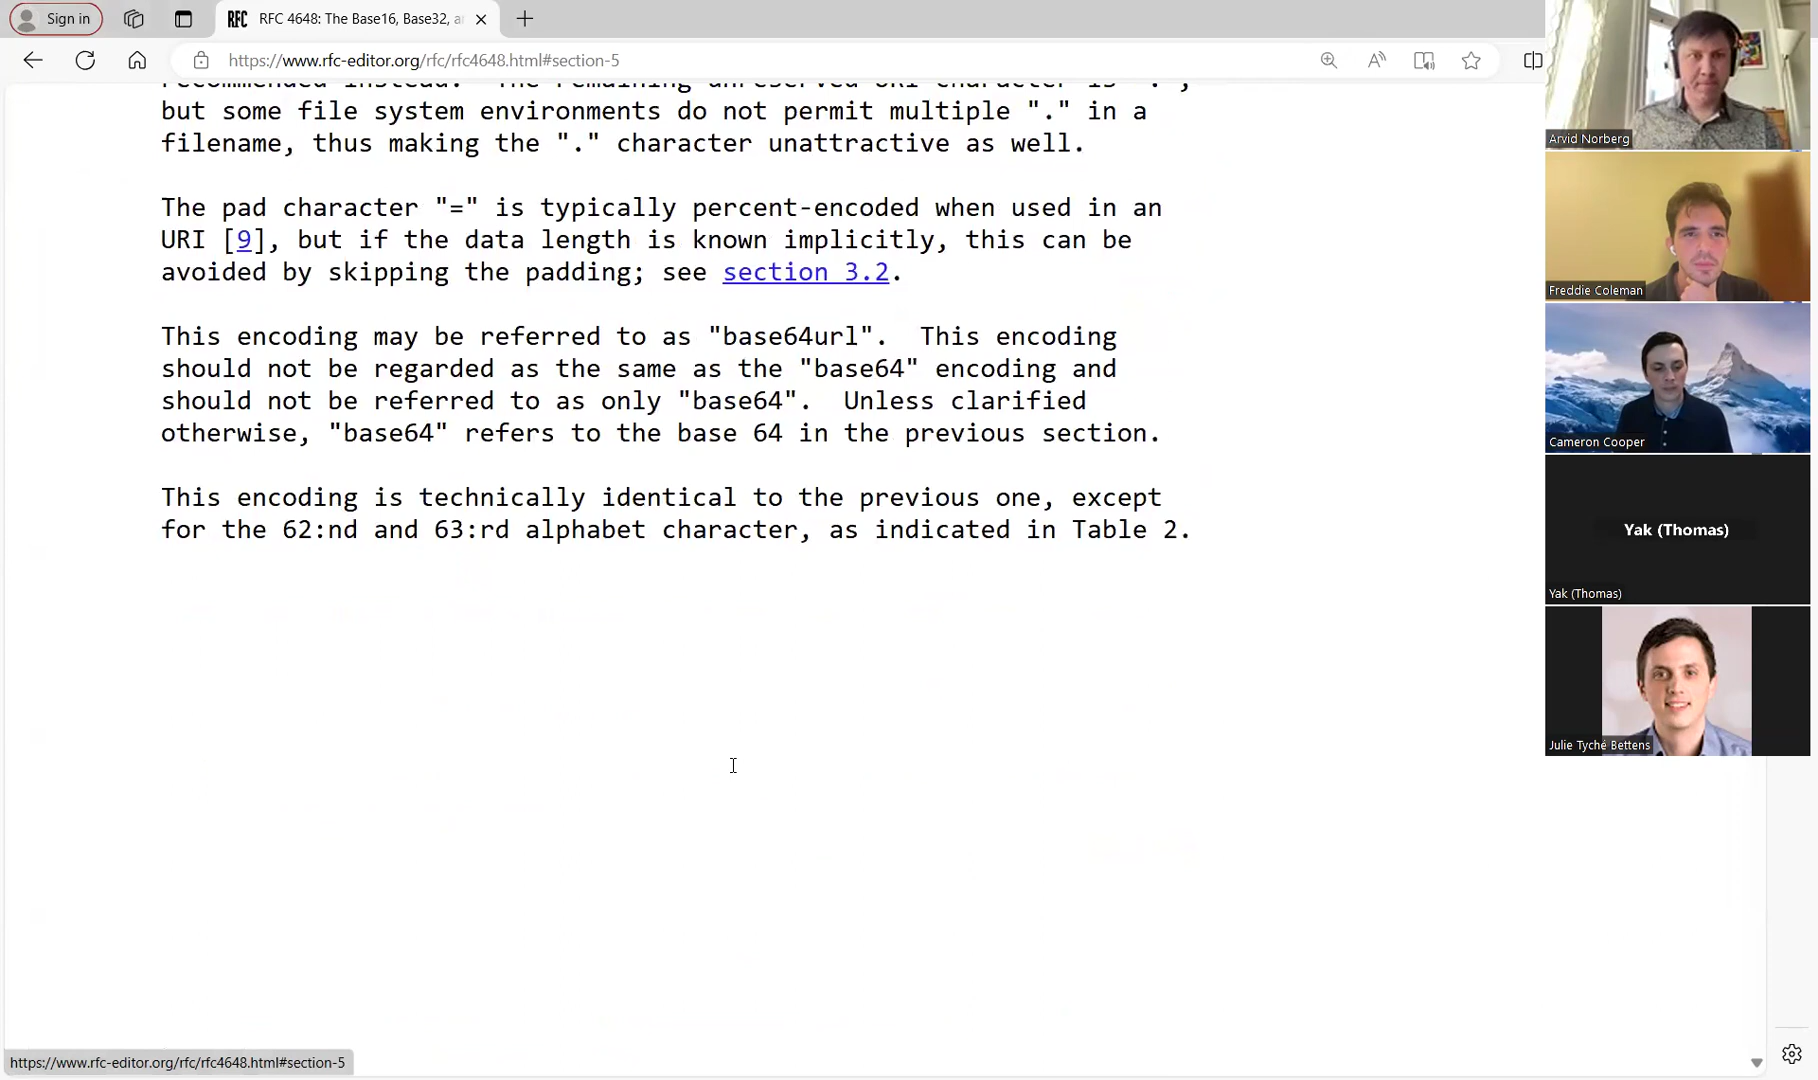 Sign in
RFC 4648: The Base16, Base32, a
https://www.rfc-editor.org/rfc/rfc4648.html#section-5
recommended instead. The remaining unreserved URI character is ".",
but some file system environments do not permit multiple "." in a
filename, thus making the "." character unattractive as well.
The pad character "=" is typically percent-encoded when used in an
URI [9], but if the data length is known implicitly, this can be
avoided by skipping the padding; see section 3.2.
This encoding may be referred to as "base64url". This encoding
should not be regarded as the same as the "base64" encoding and
should not be referred to as only "base64". Unless clarified
otherwise, "base64" refers to the base 64 in the previous section.
This encoding is technically identical to the previous one, except
for the 62:nd and 63:rd alphabet character, as indicated in Table 2.
https://www.rfc-editor.org/rfc/rfc4648.html#section-5
Arvid Norberg
Freddie Coleman
Cameron Cooper
Yak (Thomas)
Yak (Thomas)
Julie Tyché Bettens